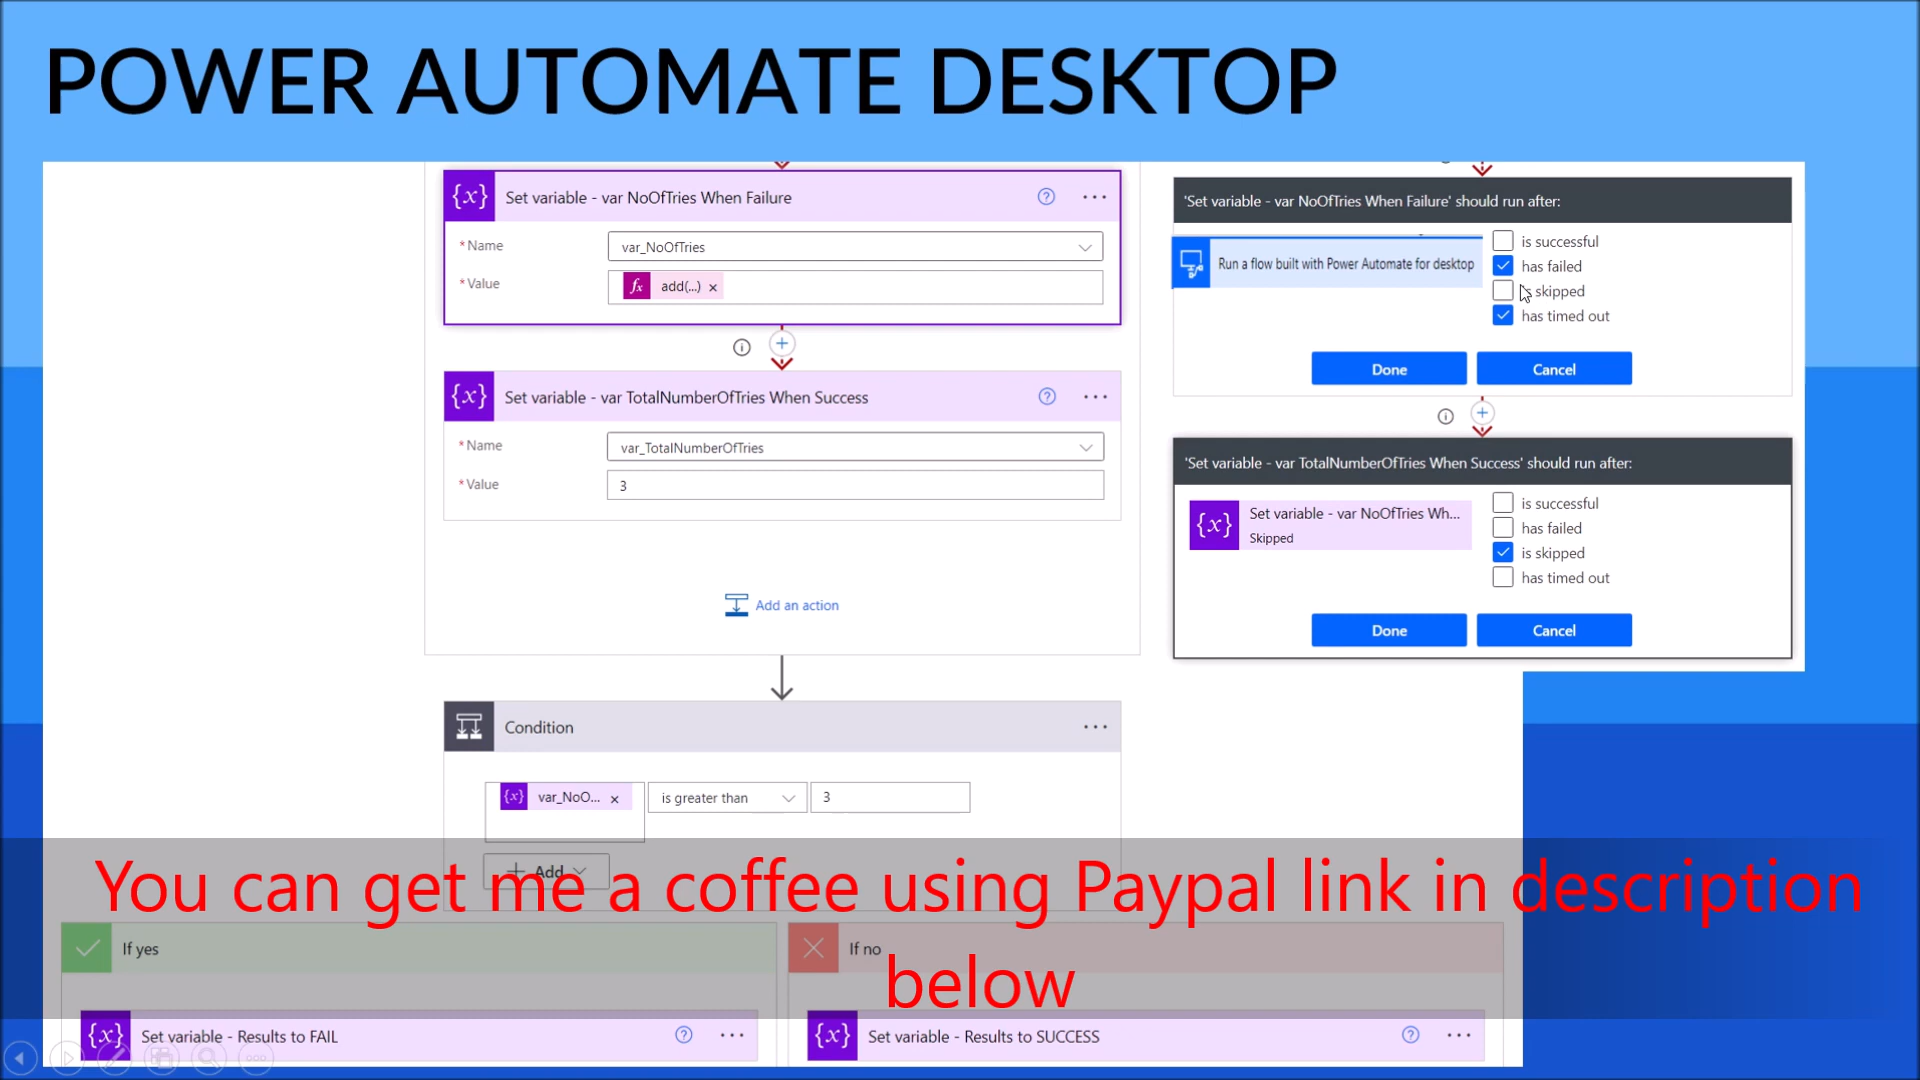 POWER AUTOMATE DESKTOP
{x} Set variable - var NoOfTries When Failure ? ...
* Name var_NoOfTries
* Value fx add(...) x
i +
{x} Set variable - var TotalNumberOfTries When Success ? ...
* Name var_TotalNumberOfTries
* Value 3
Add an action
'Set variable - var NoOfTries When Failure' should run after:
is successful
Run a flow built with Power Automate for desktop
has failed
skipped
has timed out
Done Cancel
i +
'Set variable - var TotalNumberOfTries When Success' should run after:
{x} Set variable - var NoOfTries Wh...
Skipped
is successful
has failed
is skipped
has timed out
Done Cancel
Condition ...
{x} var_NoO... x is greater than 3
+ Add
You can get me a coffee using Paypal link in description
below
If yes
If no
{x} Set variable - Results to FAIL ? ...
{x} Set variable - Results to SUCCESS ? ...